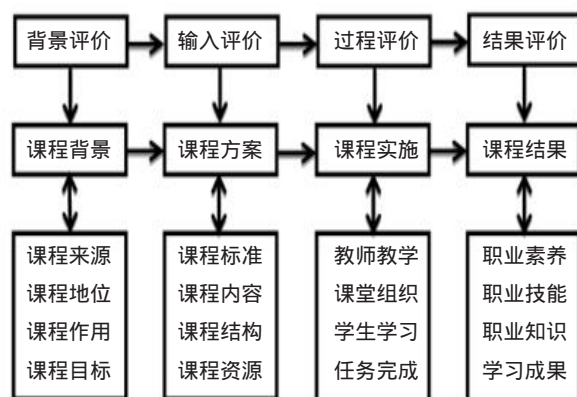 背景评价 输入评价 过程评价 结果评价
课程背景 课程方案 课程实施 课程结果
课程来源 课程标准 教师教学 职业素养
课程地位 课程内容 课堂组织 职业技能
课程作用 课程结构 学生学习 职业知识
课程目标 课程资源 任务完成 学习成果